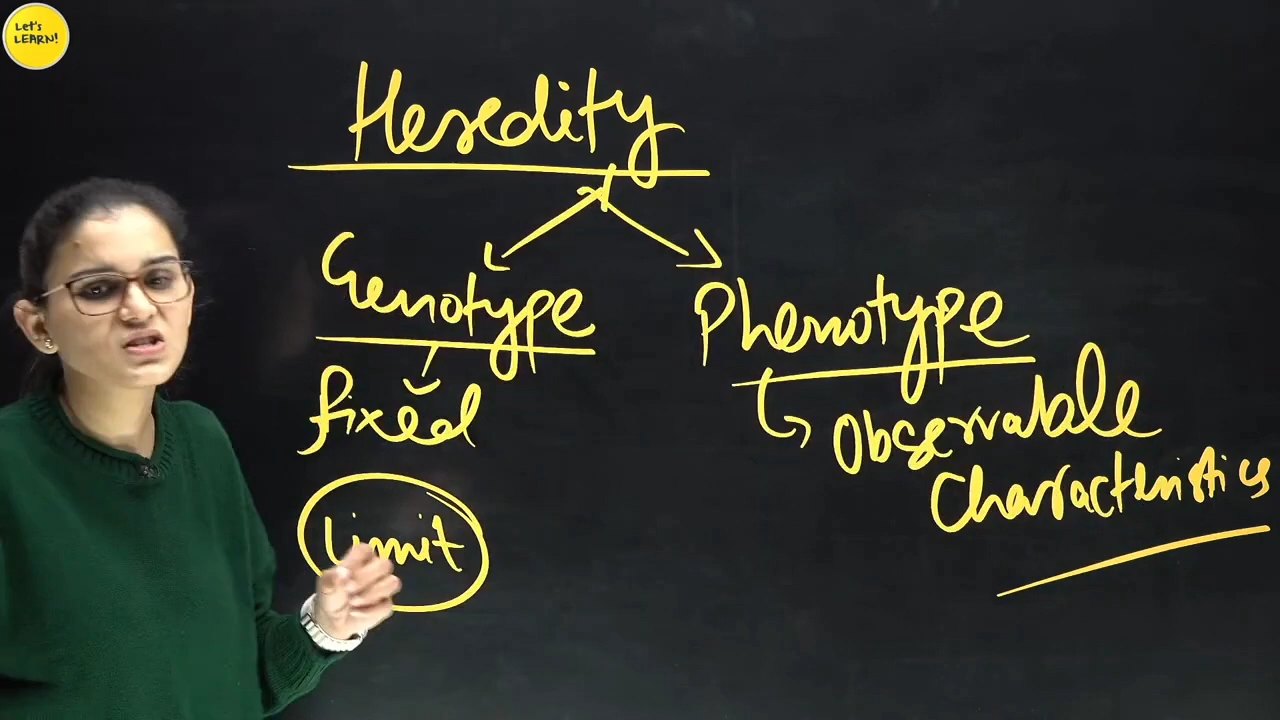 Let's
LEARN!
Heredity
Genotype
Phenotype
fixed
Observable
Characteristics
Limit